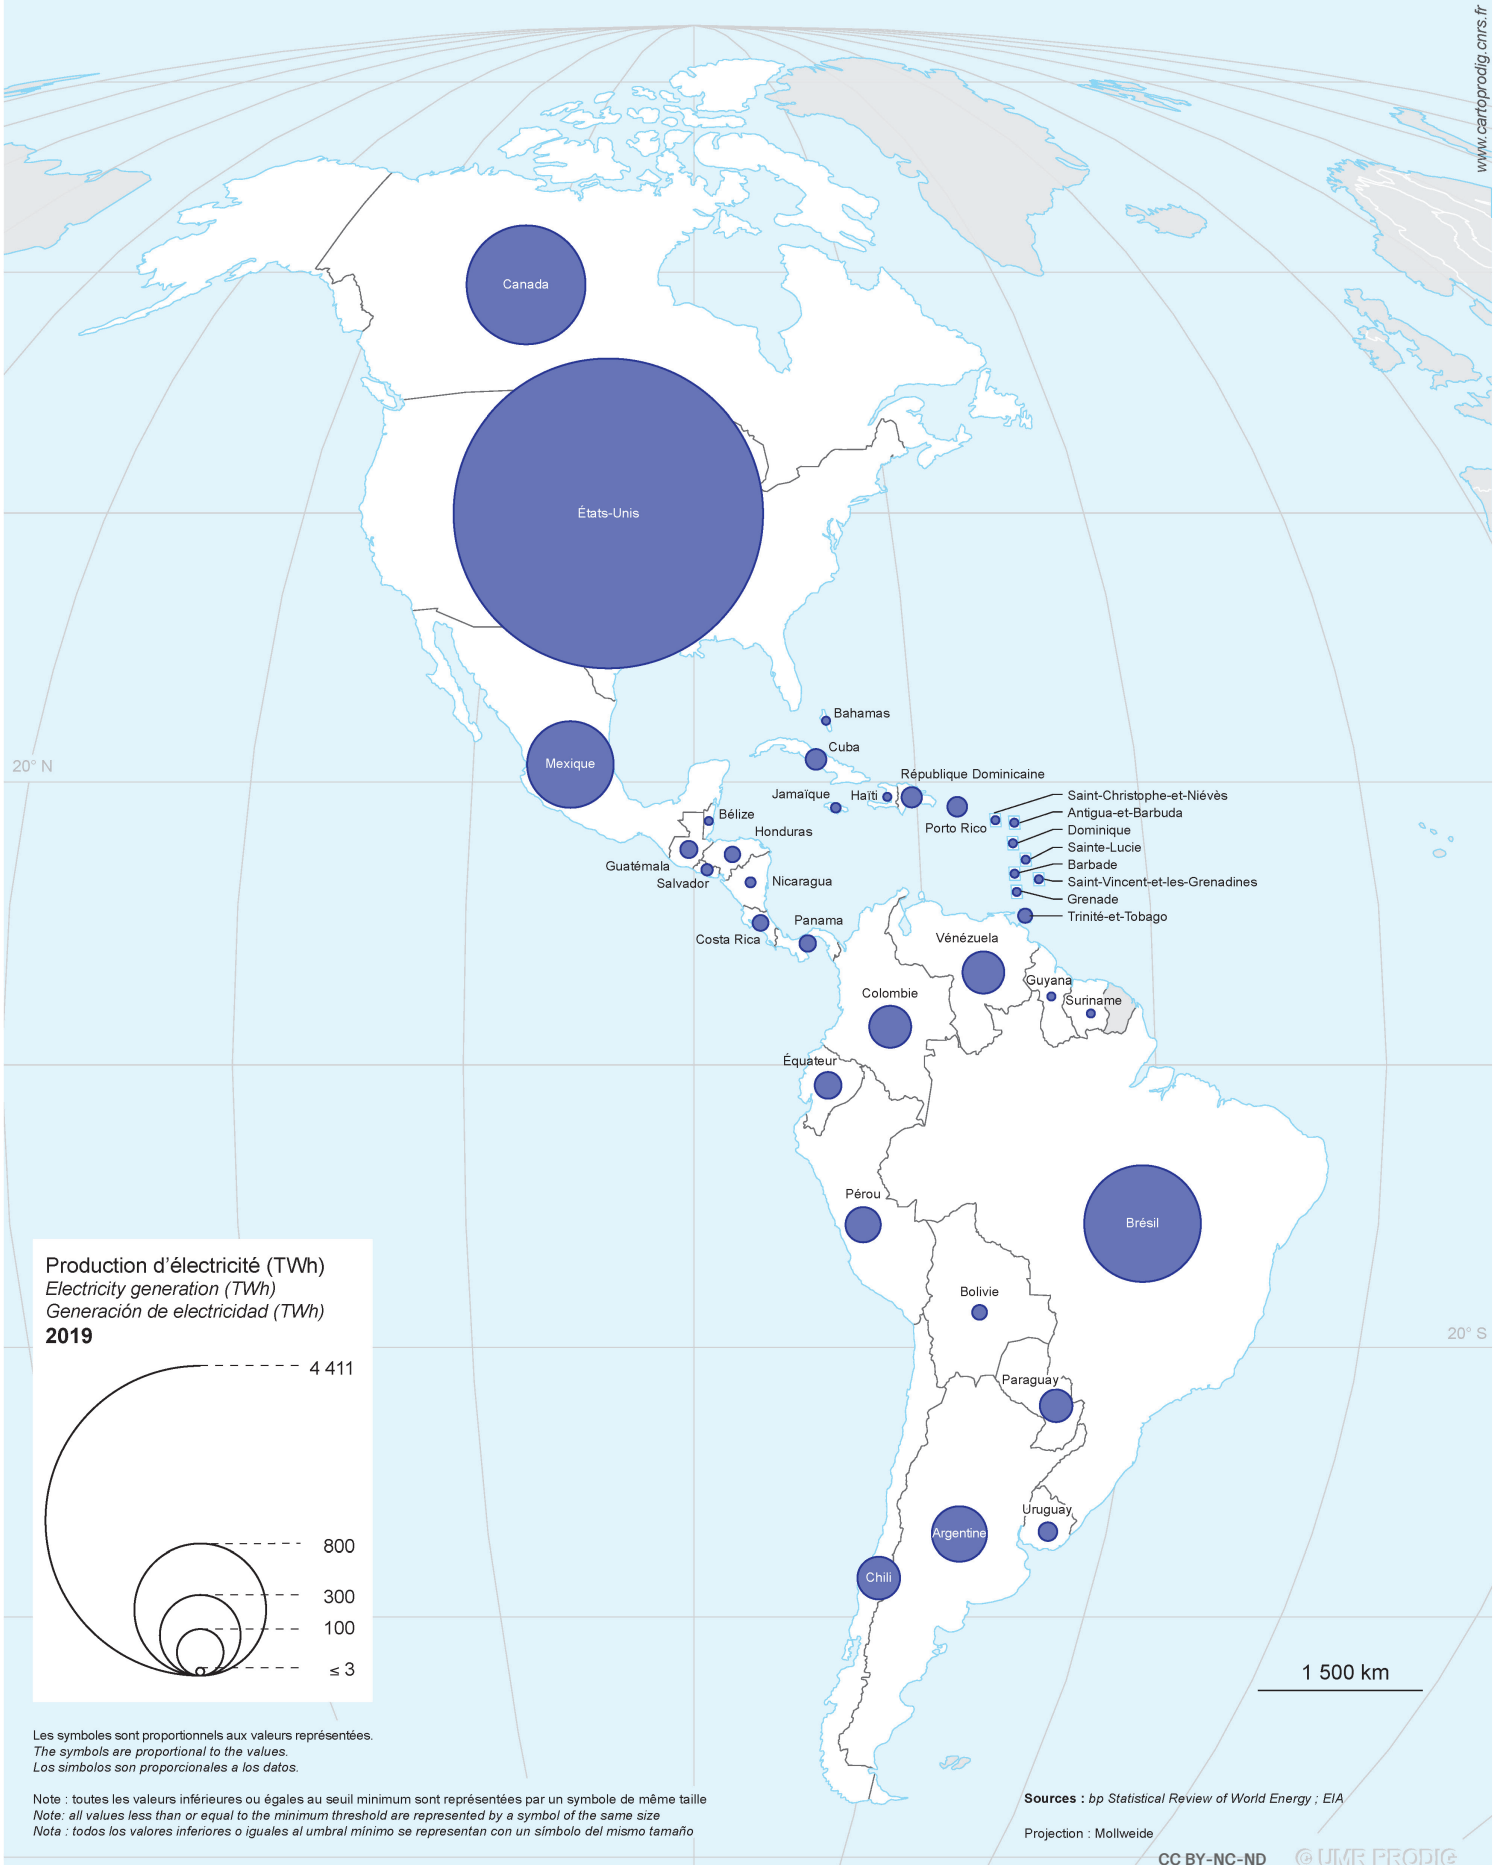 www.cartoprodig.cnrs.fr
Canada
États-Unis
Bahamas
Cuba
Mexique
20° N
République Dominicaine
Jamaïque
Haïti
Saint-Christophe-et-Niévès
Antigua-et-Barbuda
Bélize
Porto Rico
Honduras
Dominique
Sainte-Lucie
Guatémala
Barbade
Salvador
Nicaragua
Saint-Vincent-et-les-Grenadines
Grenade
Trinité-et-Tobago
Panama
Costa Rica
Vénézuela
Guyana
Colombie
Suriname
Équateur
Pérou
Brésil
Bolivie
20° S
Paraguay
Uruguay
Argentine
Chili
Production d'électricité (TWh)
Electricity generation (TWh)
Generación de electricidad (TWh)
2019
4 411
800
300
100
≤ 3
1 500 km
Les symboles sont proportionnels aux valeurs représentées.
The symbols are proportional to the values.
Los simbolos son proporcionales a los datos.
Note : toutes les valeurs inférieures ou égales au seuil minimum sont représentées par un symbole de même taille
Note: all values less than or equal to the minimum threshold are represented by a symbol of the same size
Nota : todos los valores inferiores o iguales al umbral mínimo se representan con un símbolo del mismo tamaño
Sources : bp Statistical Review of World Energy ; EIA
Projection : Mollweide
CC BY-NC-ND
© UMR PRODIG